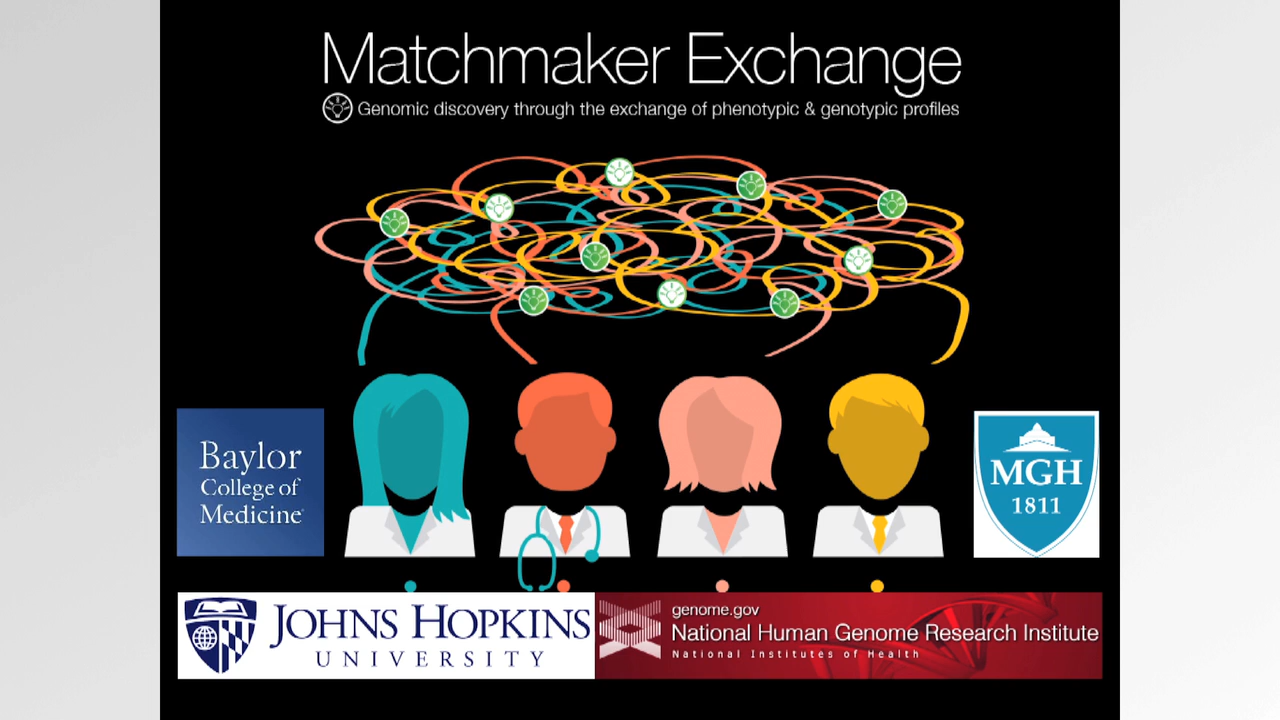 Matchmaker Exchange
Genomic discovery through the exchange of phenotypic & genotypic profiles
Baylor
College of
Medicine
MGH
1811
JOHNS HOPKINS
UNIVERSITY
genome.gov
National Human Genome Research Institute
National Institutes of Health